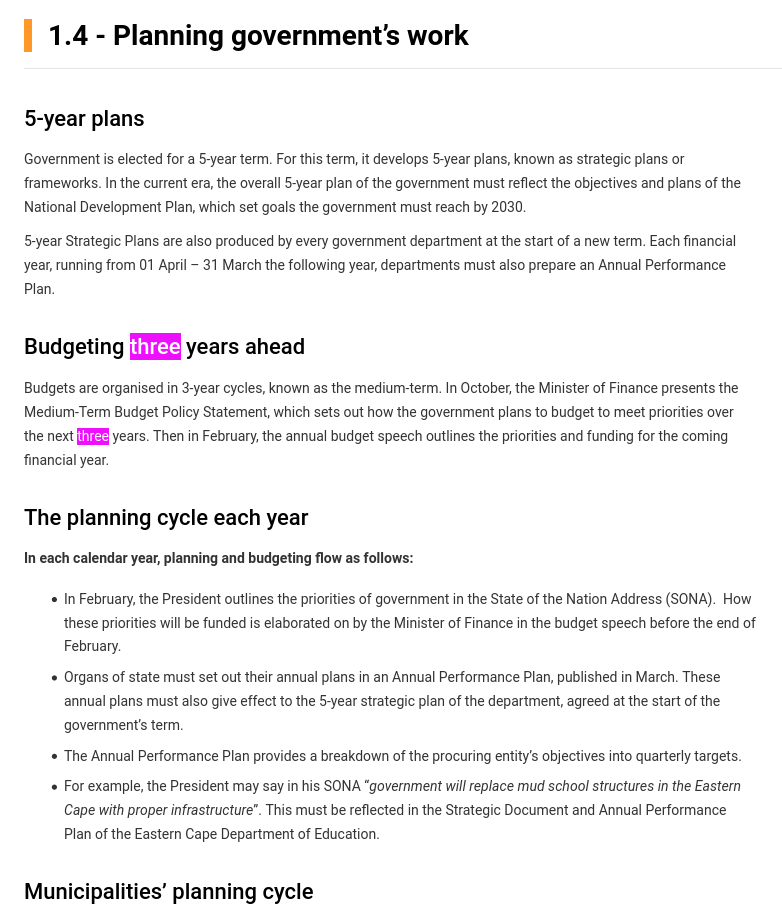 1.4 - Planning government’s work
5-year plans
Government is elected for a 5-year term. For this term, it develops 5-year plans, known as strategic plans or
frameworks. In the current era, the overall 5-year plan of the government must reflect the objectives and plans of the
National Development Plan, which set goals the government must reach by 2030.
5-year Strategic Plans are also produced by every government department at the start of a new term. Each financial
year, running from 01 April – 31 March the following year, departments must also prepare an Annual Performance
Plan.
Budgeting three years ahead
Budgets are organised in 3-year cycles, known as the medium-term. In October, the Minister of Finance presents the
Medium-Term Budget Policy Statement, which sets out how the government plans to budget to meet priorities over
the next three years. Then in February, the annual budget speech outlines the priorities and funding for the coming
financial year.
The planning cycle each year
In each calendar year, planning and budgeting flow as follows:
• In February, the President outlines the priorities of government in the State of the Nation Address (SONA).  How
these priorities will be funded is elaborated on by the Minister of Finance in the budget speech before the end of
February.
• Organs of state must set out their annual plans in an Annual Performance Plan, published in March. These
annual plans must also give effect to the 5-year strategic plan of the department, agreed at the start of the
government’s term.
• The Annual Performance Plan provides a breakdown of the procuring entity’s objectives into quarterly targets.
• For example, the President may say in his SONA “government will replace mud school structures in the Eastern
Cape with proper infrastructure”. This must be reflected in the Strategic Document and Annual Performance
Plan of the Eastern Cape Department of Education.
Municipalities’ planning cycle